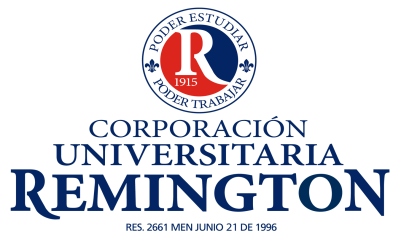 PODER ESTUDIAR
R
1915
PODER TRABAJAR
CORPORACIÓN
UNIVERSITARIA
REMINGTON
RES. 2661 MEN JUNIO 21 DE 1996